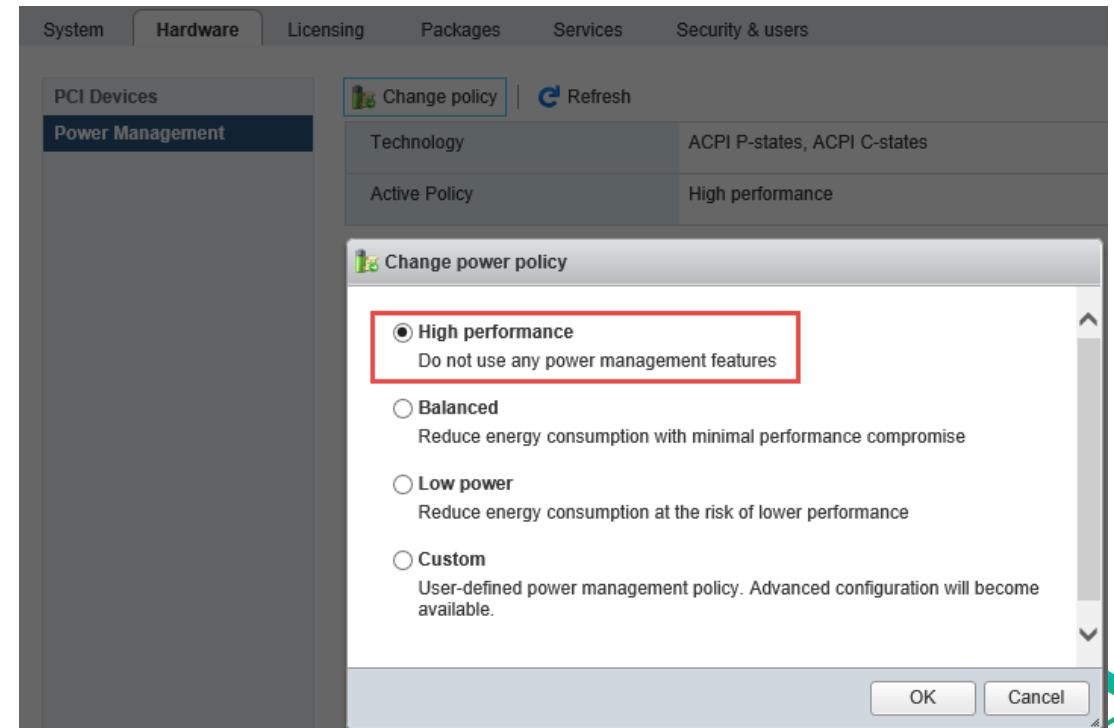 System Hardware Licensing Packages Services Security & users
PCI Devices
Power Management
Change policy Refresh
Technology ACPI P-states, ACPI C-states
Active Policy High performance
Change power policy
High performance
Do not use any power management features
Balanced
Reduce energy consumption with minimal performance compromise
Low power
Reduce energy consumption at the risk of lower performance
Custom
User-defined power management policy. Advanced configuration will become
available.
OK Cancel